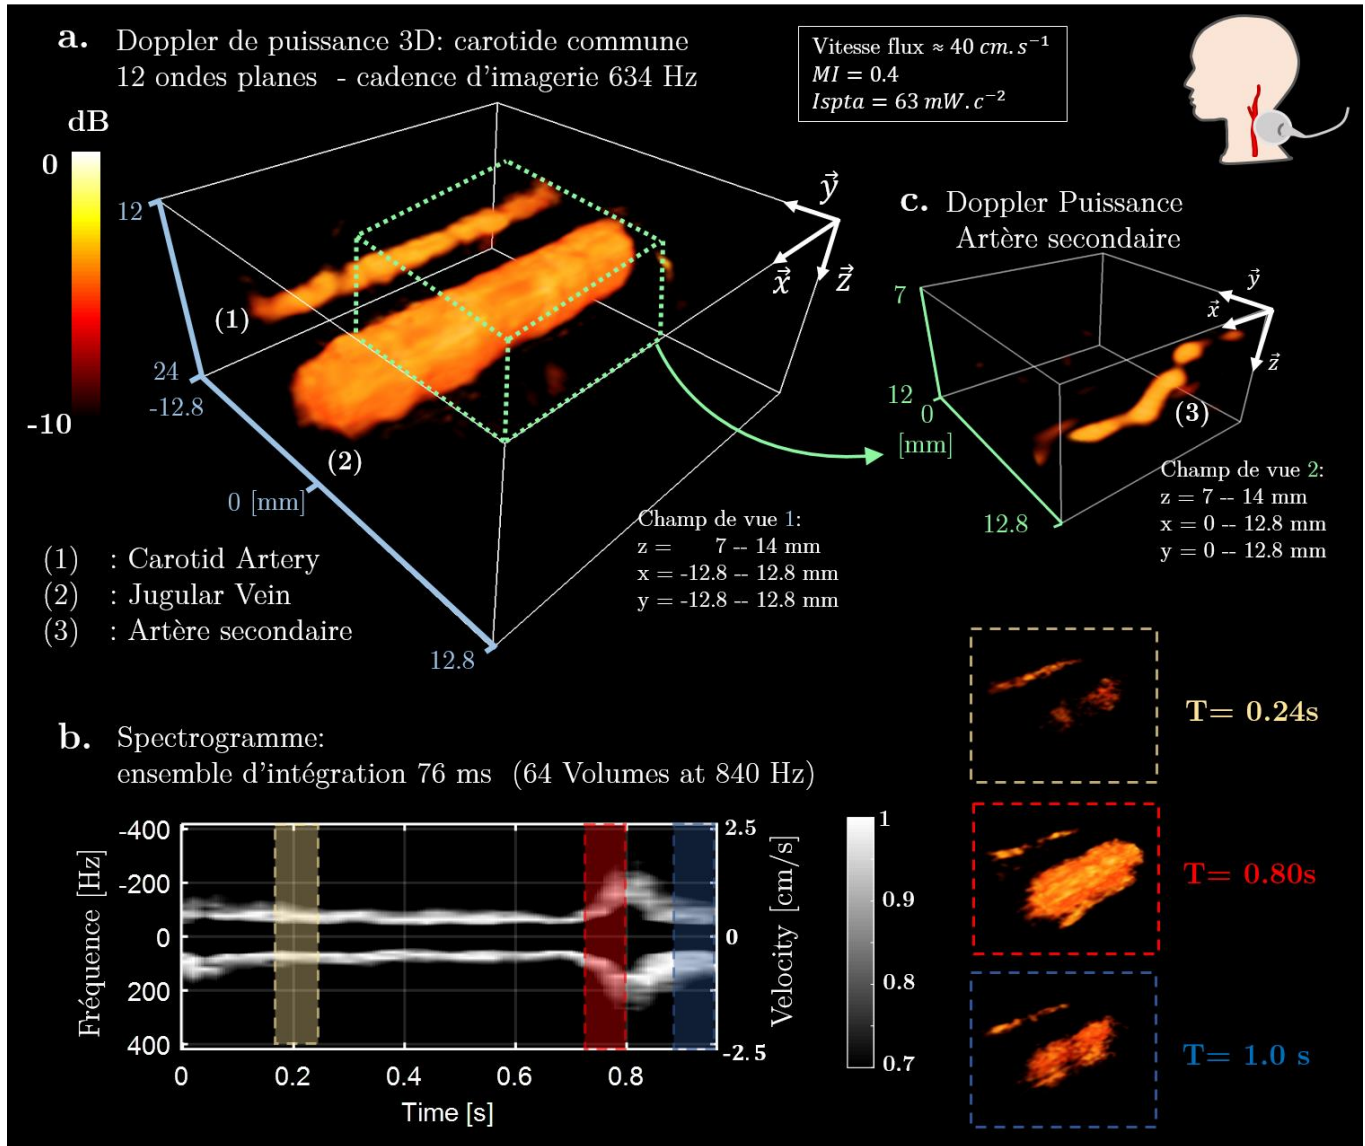 a. Doppler de puissance 3D: carotide commune
12 ondes planes - cadence d'imagerie 634 Hz
Vitesse flux ≈ 40 cm.s⁻¹
MI = 0.4
Ispta = 63 mW.c⁻²
dB
0
-10
12
24
-12.8
0 [mm]
12.8
(1)
(2)
y⃗
x⃗
z⃗
Champ de vue 1:
z = 7 -- 14 mm
x = -12.8 -- 12.8 mm
y = -12.8 -- 12.8 mm
(1) : Carotid Artery
(2) : Jugular Vein
(3) : Artère secondaire
c. Doppler Puissance
Artère secondaire
7
12
0
[mm]
12.8
y⃗
x⃗
z⃗
(3)
Champ de vue 2:
z = 7 -- 14 mm
x = 0 -- 12.8 mm
y = 0 -- 12.8 mm
b. Spectrogramme:
ensemble d'intégration 76 ms (64 Volumes at 840 Hz)
Fréquence [Hz]
-400
-200
0
200
400
0 0.2 0.4 0.6 0.8
Time [s]
2.5
0
-2.5
Velocity [cm/s]
1
0.9
0.8
0.7
T= 0.24s
T= 0.80s
T= 1.0 s